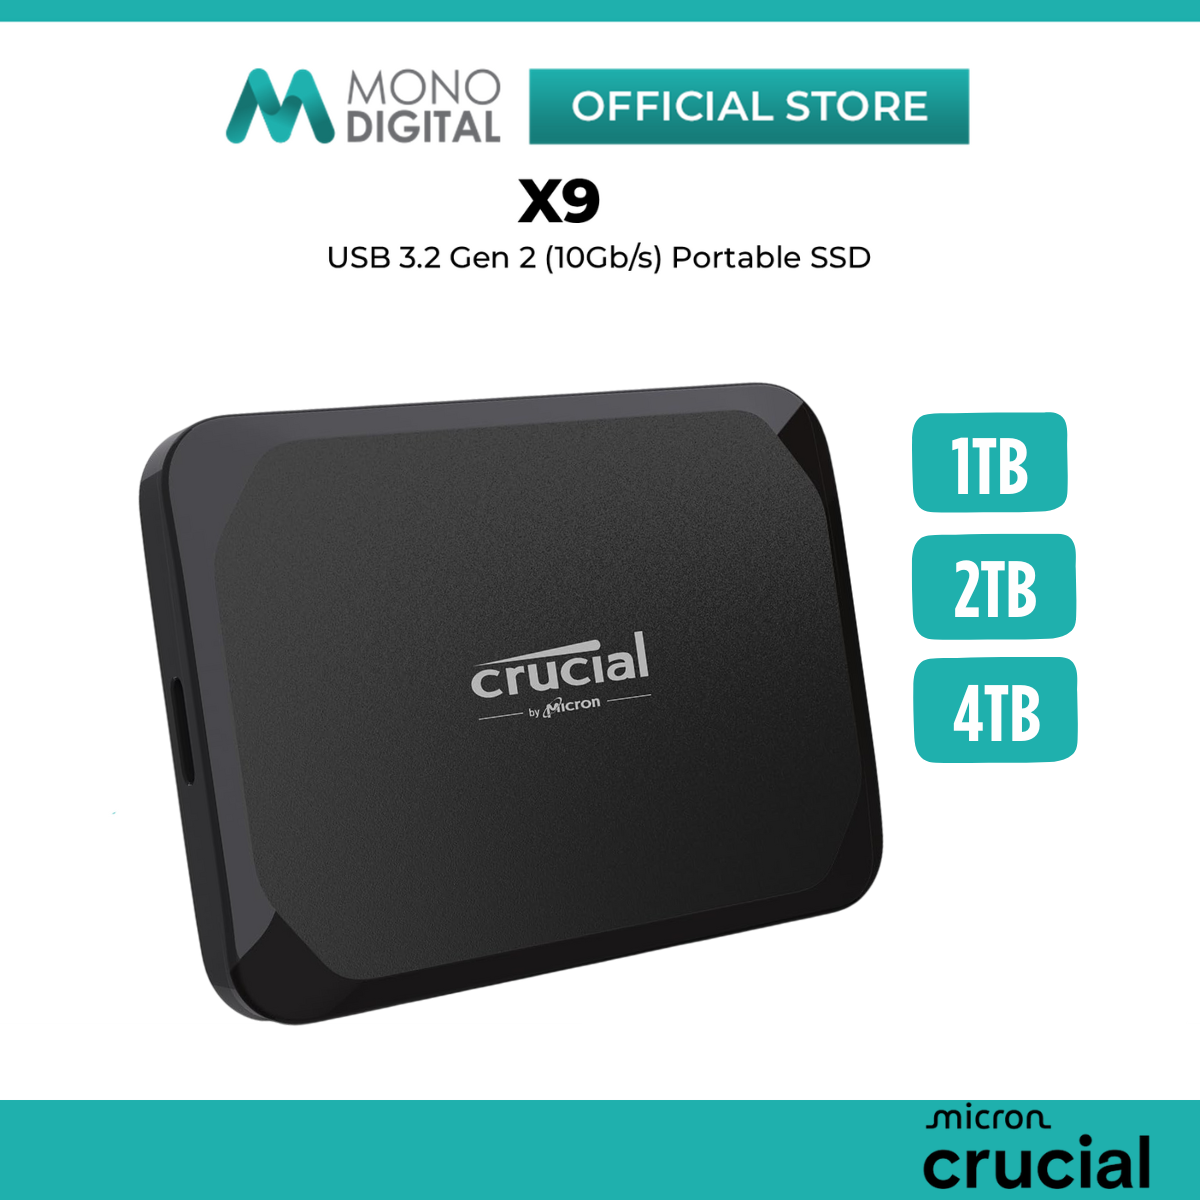 MONO
DIGITAL
OFFICIAL STORE
X9
USB 3.2 Gen 2 (10Gb/s) Portable SSD
1TB
2TB
4TB
crucial
by Micron
micron
crucial